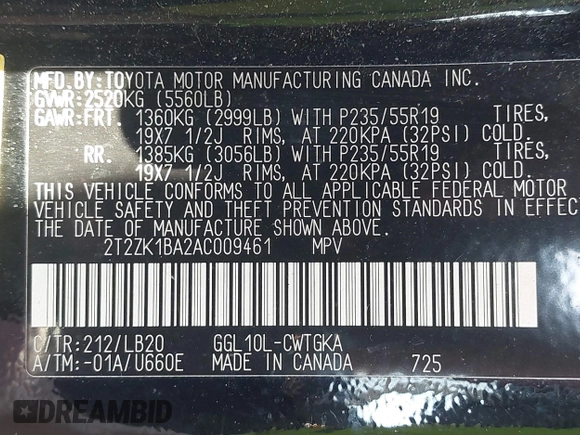 MFD.BY:TOYOTA MOTOR MANUFACTURING CANADA INC.
GVWR:2520KG (5560LB)
GAWR:FRT. 1360KG (2999LB) WITH P235/55R19 TIRES,
19X7 1/2J RIMS, AT 220KPA (32PSI) COLD.
RR. 1385KG (3056LB) WITH P235/55R19 TIRES,
19X7 1/2J RIMS, AT 220KPA (32PSI) COLD.
THIS VEHICLE CONFORMS TO ALL APPLICABLE FEDERAL MOTOR
VEHICLE SAFETY AND THEFT PREVENTION STANDARDS IN EFFEC
THE DATE OF MANUFACTURE SHOWN ABOVE.
2T2ZK1BA2AC009461 MPV
C/TR:212/LB20 GGL10L-CWTGKA
A/TM:-01A/U660E MADE IN CANADA 725
DREAMBID